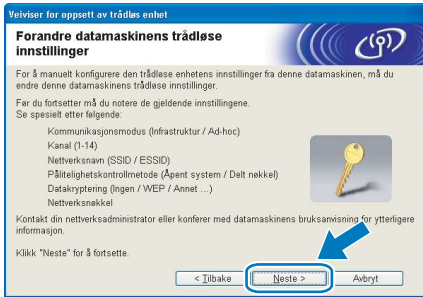 Veiviser for oppsett av trådløs enhet
Forandre datamaskinens trådløse
innstillinger
For å manuelt konfigurere den trådløse enhetens innstillinger fra denne datamaskinen, må du
endre denne datamaskinens trådløse innstillinger.
Før du fortsetter må du notere de gjeldende innstillingene.
Se spesielt etter følgende:
Kommunikasjonsmodus (Infrastruktur / Ad-hoc)
Kanal (1-14)
Nettverksnavn (SSID / ESSID)
Pålitelighetskontrollmetode (Åpent system / Delt nøkkel)
Datakryptering (Ingen / WEP / Annet ...)
Nettverksnøkkel
Kontakt din nettverksadministrator eller konferer med datamaskinens bruksanvisning for ytterligere
informasjon.
Klikk "Neste" for å fortsette.
< Tilbake Neste > Avbryt